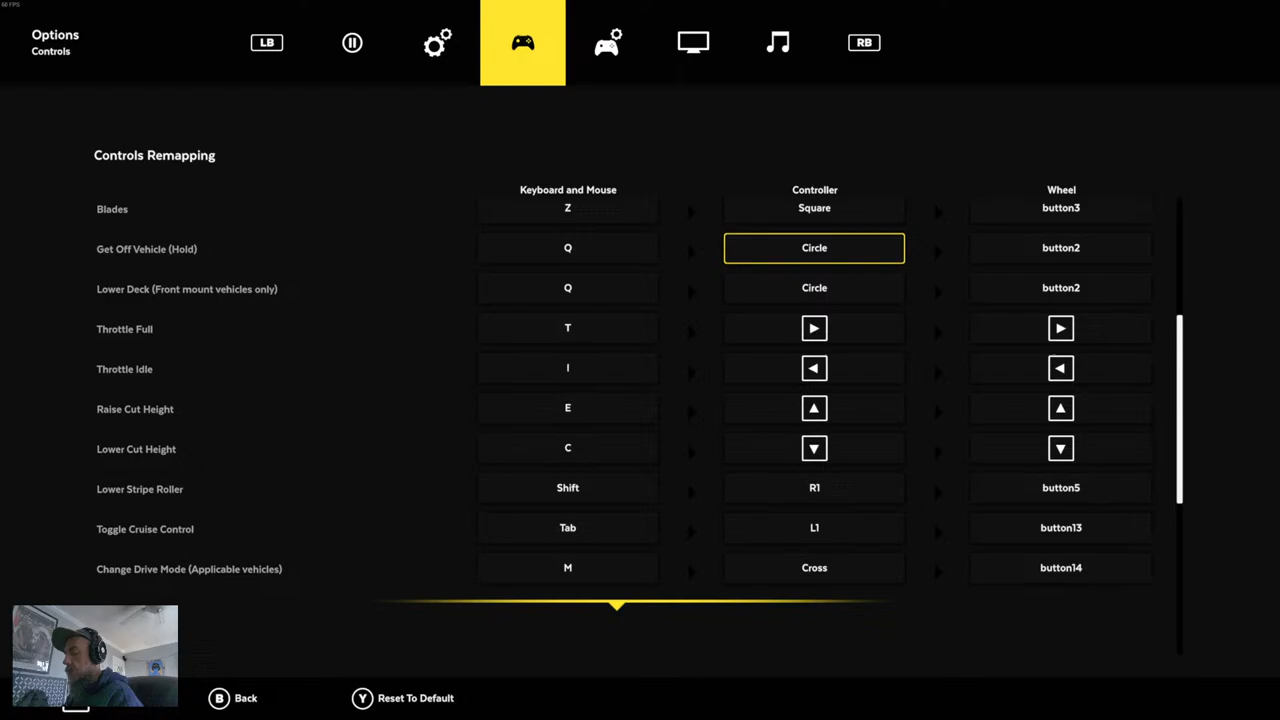 60 FPS
Options
Controls
LB
RB
Controls Remapping
Keyboard and Mouse Controller Wheel
Blades Z Square button3
Get Off Vehicle (Hold) Q Circle button2
Lower Deck (Front mount vehicles only) Q Circle button2
Throttle Full T
Throttle Idle I
Raise Cut Height E
Lower Cut Height C
Lower Stripe Roller Shift R1 button5
Toggle Cruise Control Tab L1 button13
Change Drive Mode (Applicable vehicles) M Cross button14
B Back Y Reset To Default